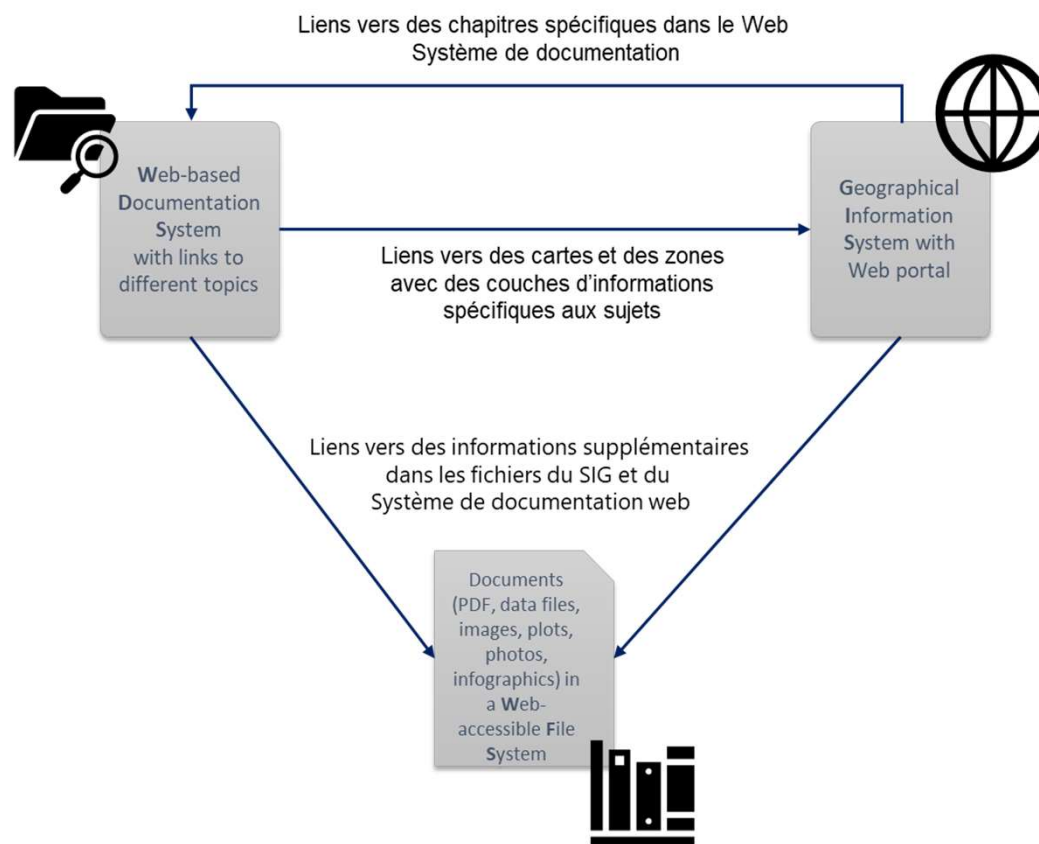 Liens vers des chapitres spécifiques dans le Web
Système de documentation
Web-based
Documentation
System
with links to
different topics
Geographical
Information
System with
Web portal
Liens vers des cartes et des zones
avec des couches d’informations
spécifiques aux sujets
Liens vers des informations supplémentaires
dans les fichiers du SIG et du
Système de documentation web
Documents
(PDF, data files,
images, plots,
photos,
infographics) in
a Web-
accessible File
System